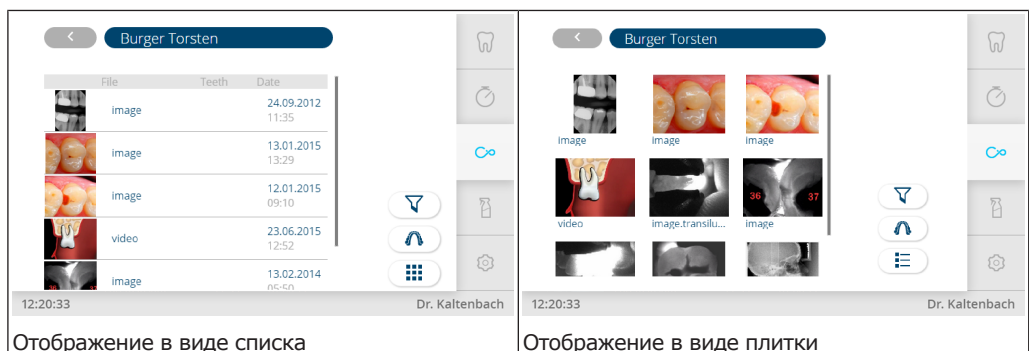 Burger Torsten
File Teeth Date
image 24.09.2012
11:35
image 13.01.2015
13:29
image 12.01.2015
09:10
video 23.06.2015
12:52
image 13.02.2014
05:50
12:20:33 Dr. Kaltenbach
Отображение в виде списка
Burger Torsten
image image image
36 37
video image.transilu... image
12:20:33 Dr. Kaltenbach
Отображение в виде плитки